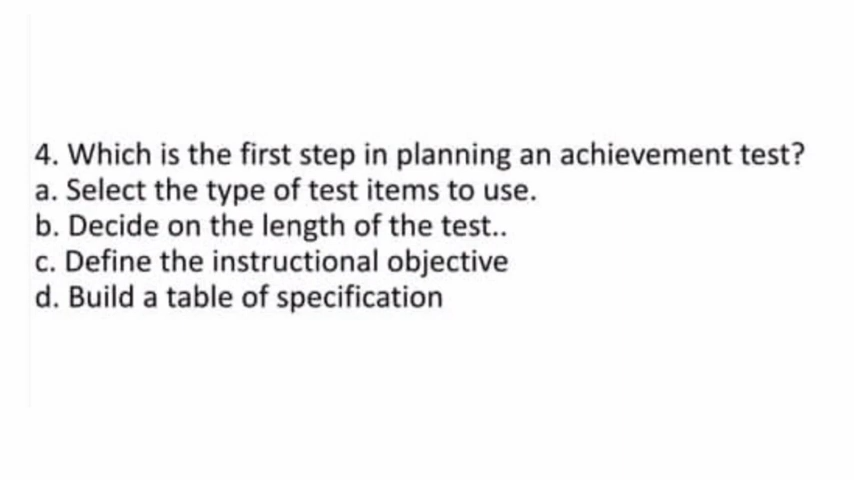 4. Which is the first step in planning an achievement test?
a. Select the type of test items to use.
b. Decide on the length of the test..
c. Define the instructional objective
d. Build a table of specification